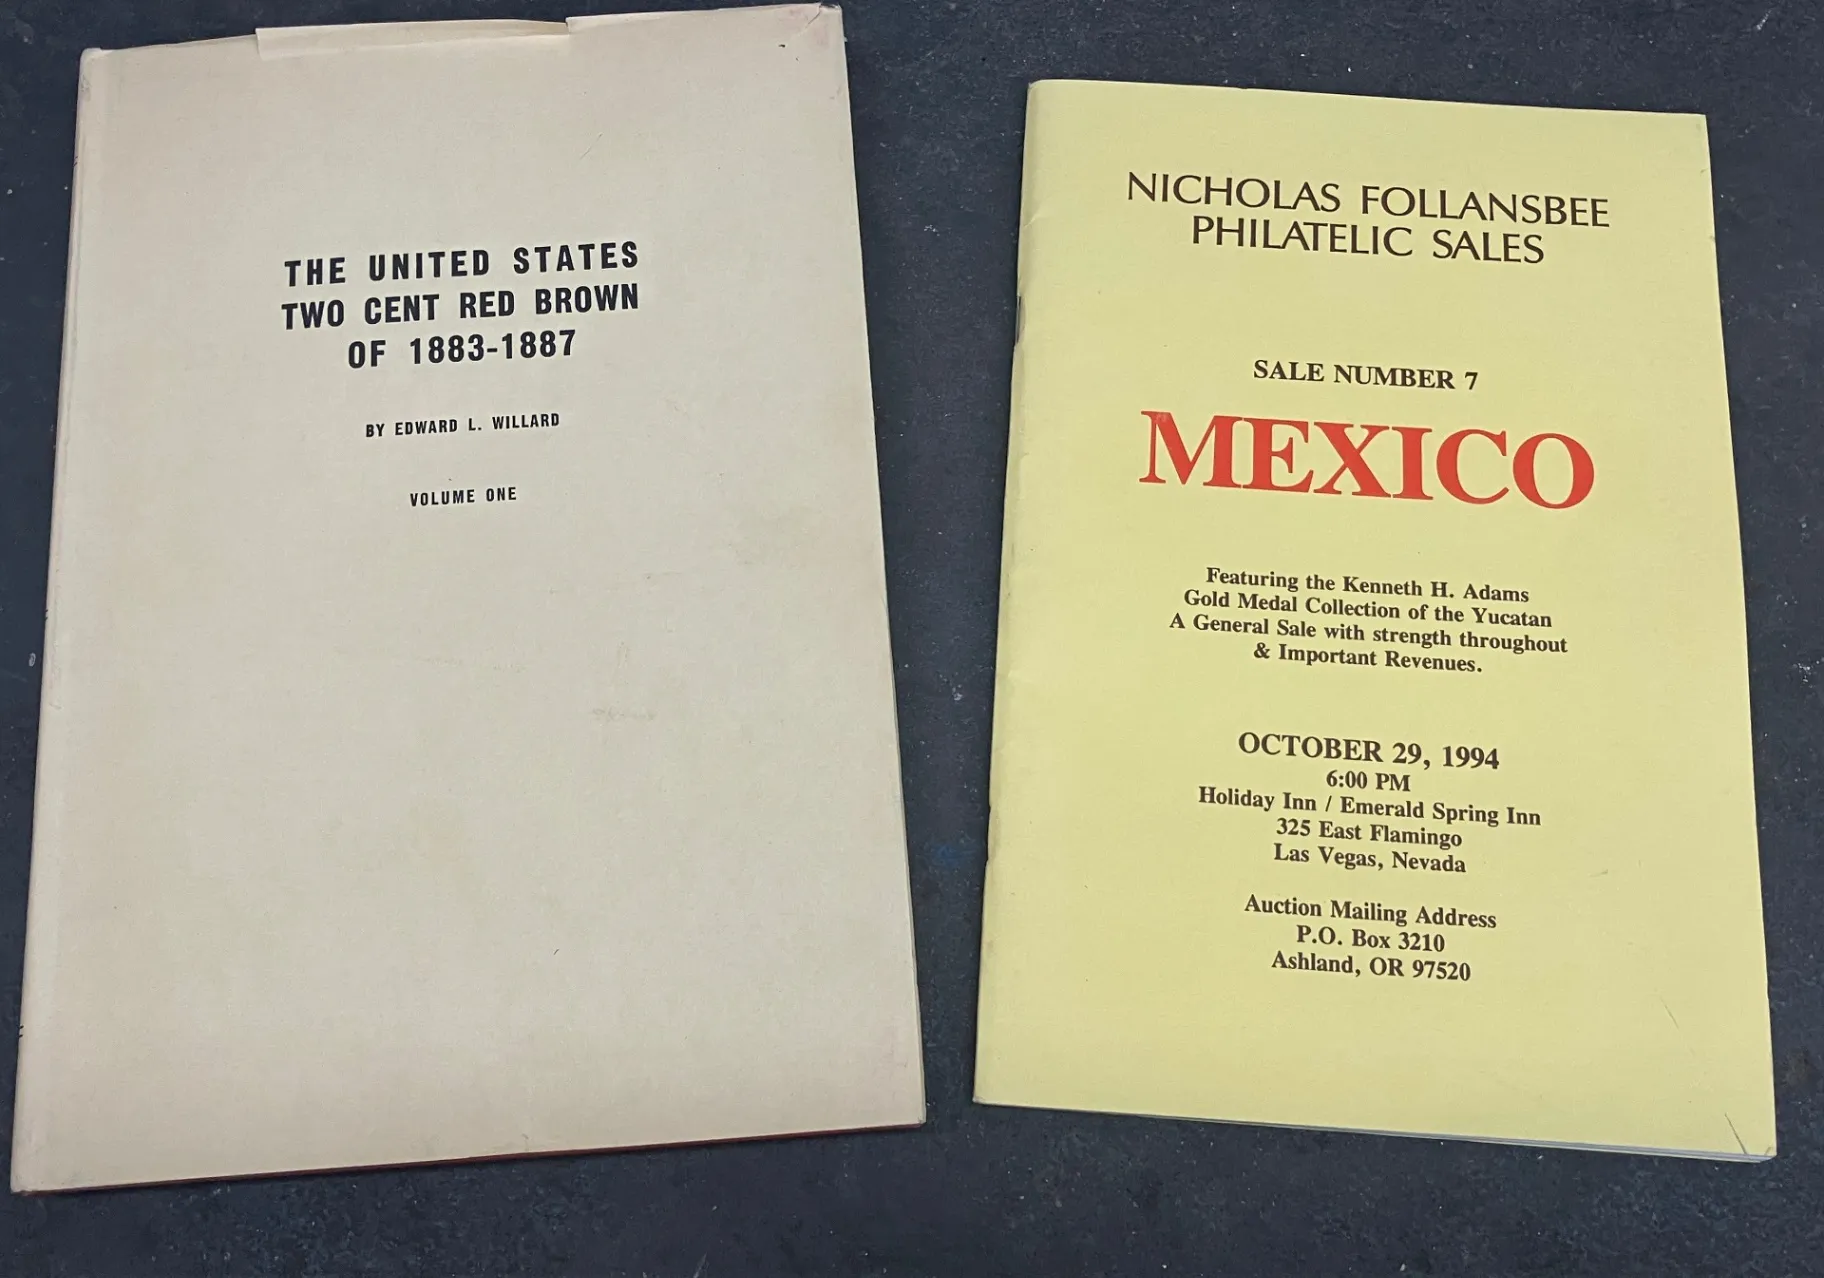 THE UNITED STATES
TWO CENT RED BROWN
OF 1883-1887
BY EDWARD L. WILLARD
VOLUME ONE
NICHOLAS FOLLANSBEE
PHILATELIC SALES
SALE NUMBER 7
MEXICO
Featuring the Kenneth H. Adams
Gold Medal Collection of the Yucatan
A General Sale with strength throughout
& Important Revenues.
OCTOBER 29, 1994
6:00 PM
Holiday Inn / Emerald Spring Inn
325 East Flamingo
Las Vegas, Nevada
Auction Mailing Address
P.O. Box 3210
Ashland, OR 97520